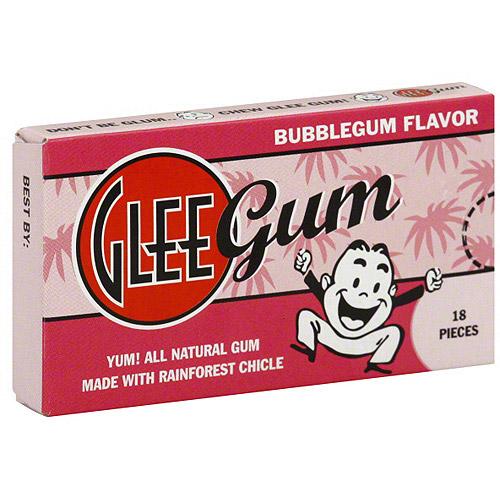 DON'T BE GLUM... CHEW GLEE GUM!
BUBBLEGUM FLAVOR
GLEE Gum
BEST BY:
YUM! ALL NATURAL GUM
MADE WITH RAINFOREST CHICLE
18
PIECES
GLEE Gum